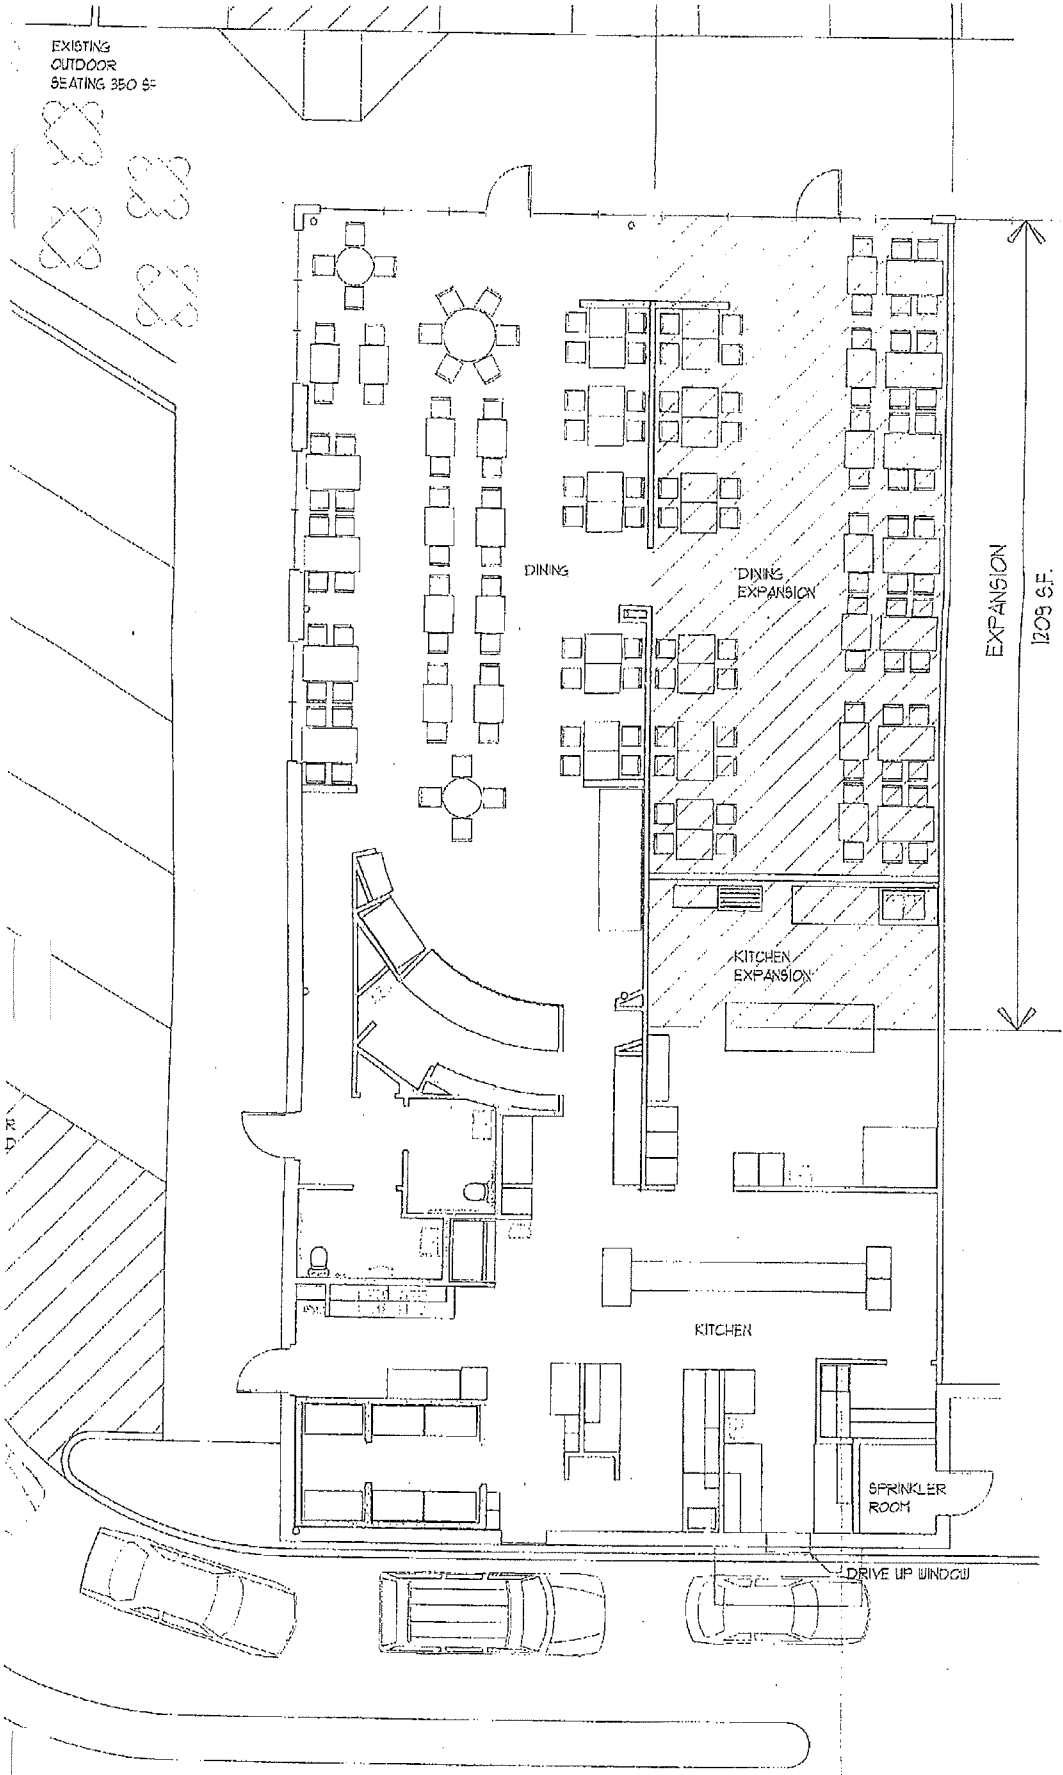 EXISTING
OUTDOOR
SEATING 350 SF
DINING
DINING
EXPANSION
EXPANSION
1209 S.F.
KITCHEN
EXPANSION
R
D
KITCHEN
SPRINKLER
ROOM
DRIVE UP WINDOW